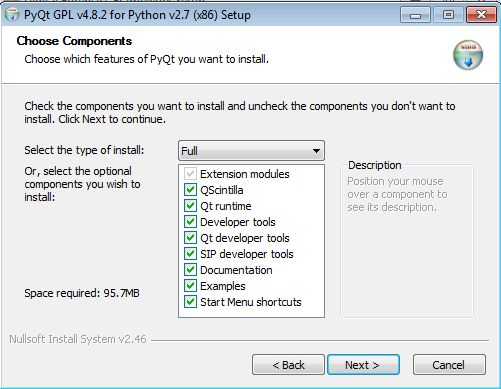 PyQt GPL v4.8.2 for Python v2.7 (x86) Setup
Choose Components
Choose which features of PyQt you want to install.
Check the components you want to install and uncheck the components you don't want to
install. Click Next to continue.
Select the type of install:
Full
Or, select the optional
components you wish to
install:
Extension modules
QScintilla
Qt runtime
Developer tools
Qt developer tools
SIP developer tools
Documentation
Examples
Start Menu shortcuts
Description
Position your mouse
over a component to
see its description.
Space required: 95.7MB
Nullsoft Install System v2.46
< Back
Next >
Cancel